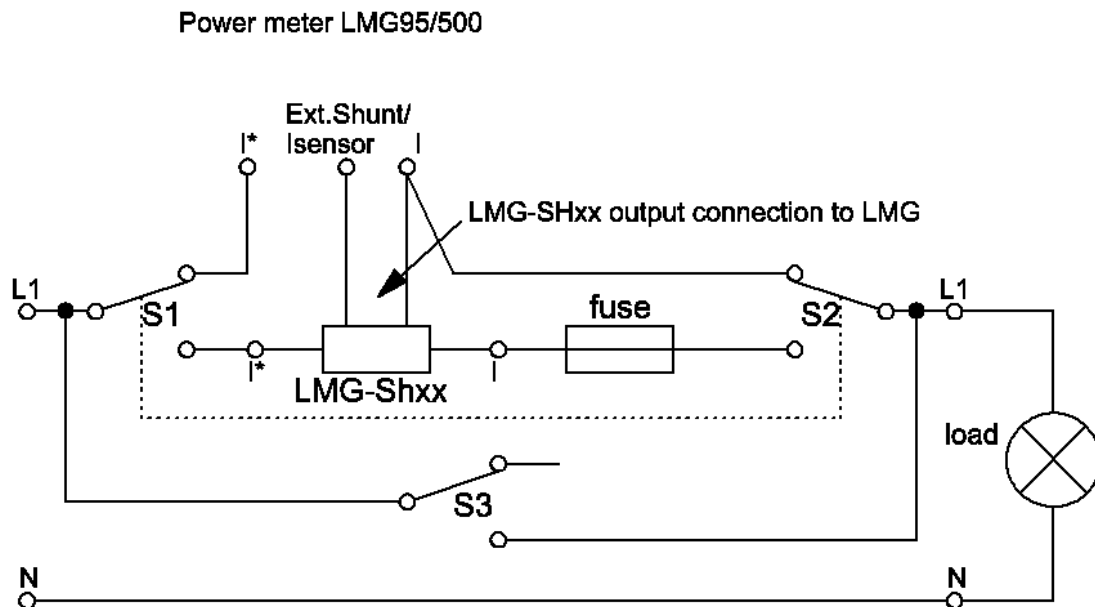 Power meter LMG95/500
Ext.Shunt/
I* Isensor I
LMG-SHxx output connection to LMG
L1 S1 fuse S2 L1
I* I
LMG-Shxx
load
S3
N N